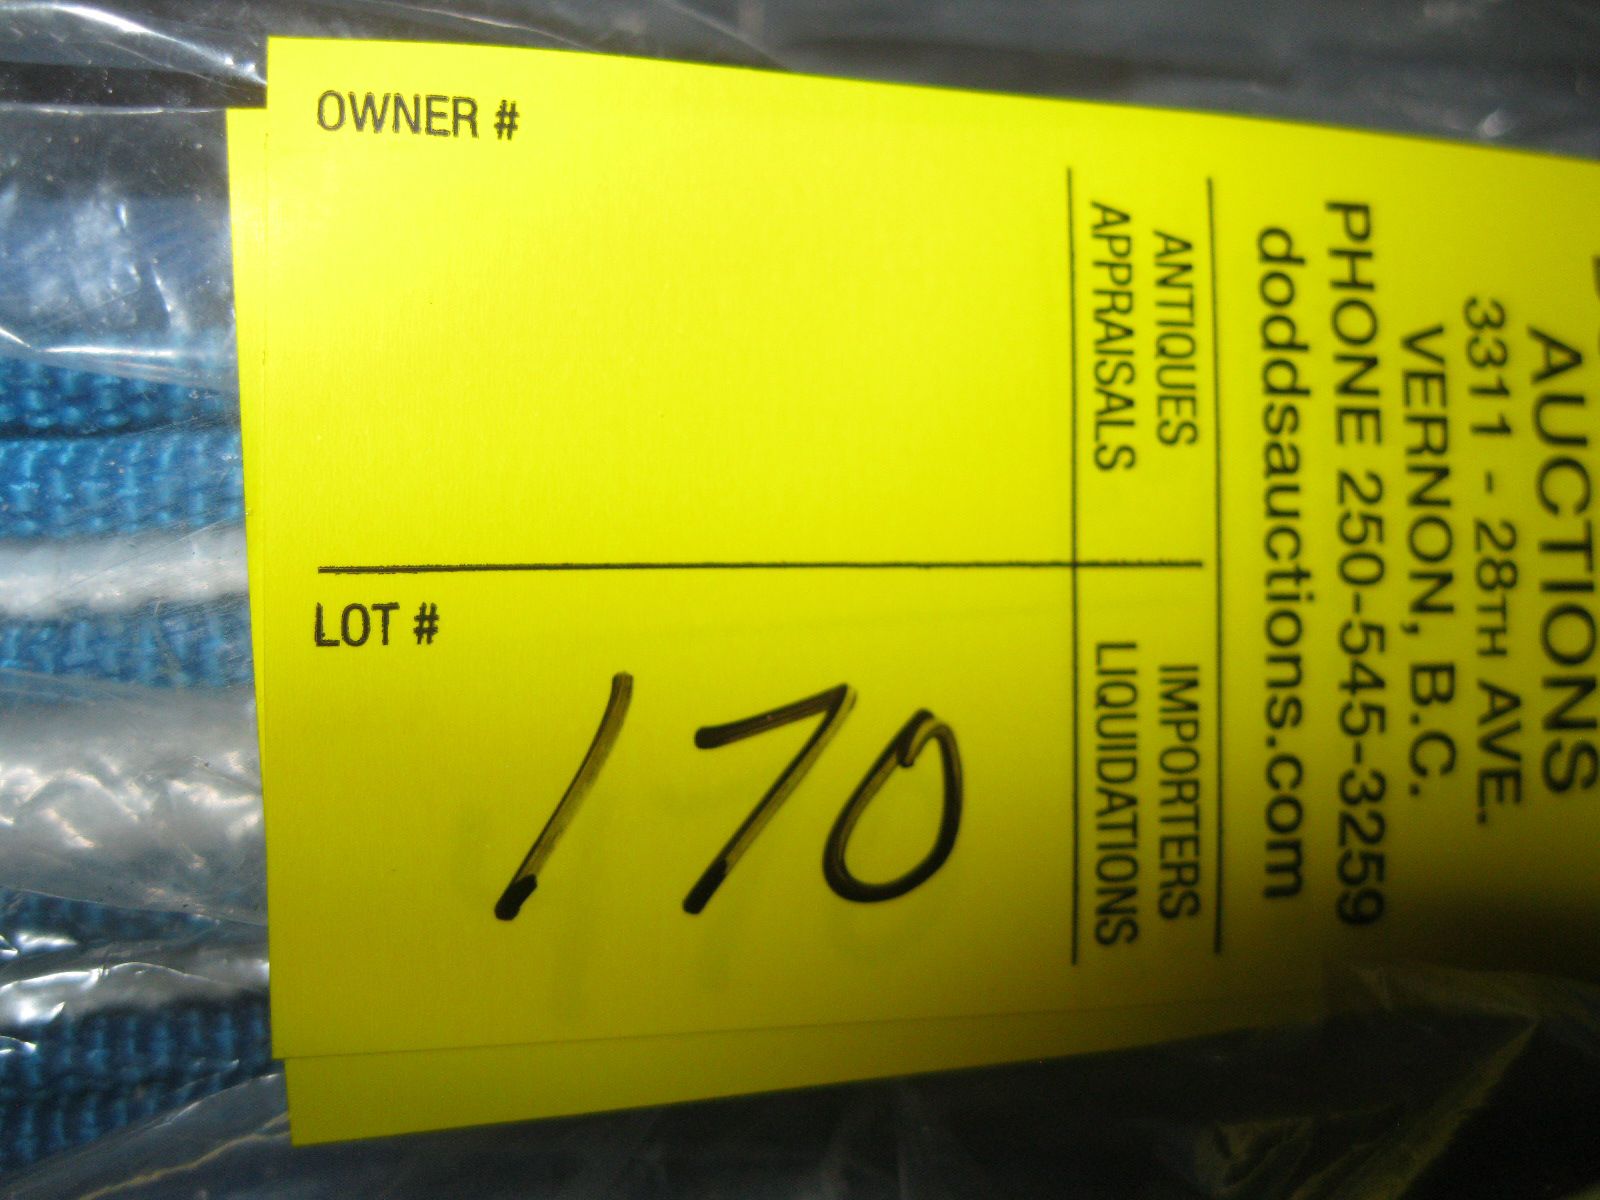 AUCTIONS
3311 - 28TH AVE.
VERNON, B.C.
PHONE 250-545-3259
doddsauctions.com
ANTIQUES IMPORTERS
APPRAISALS LIQUIDATIONS
OWNER #
LOT #
170